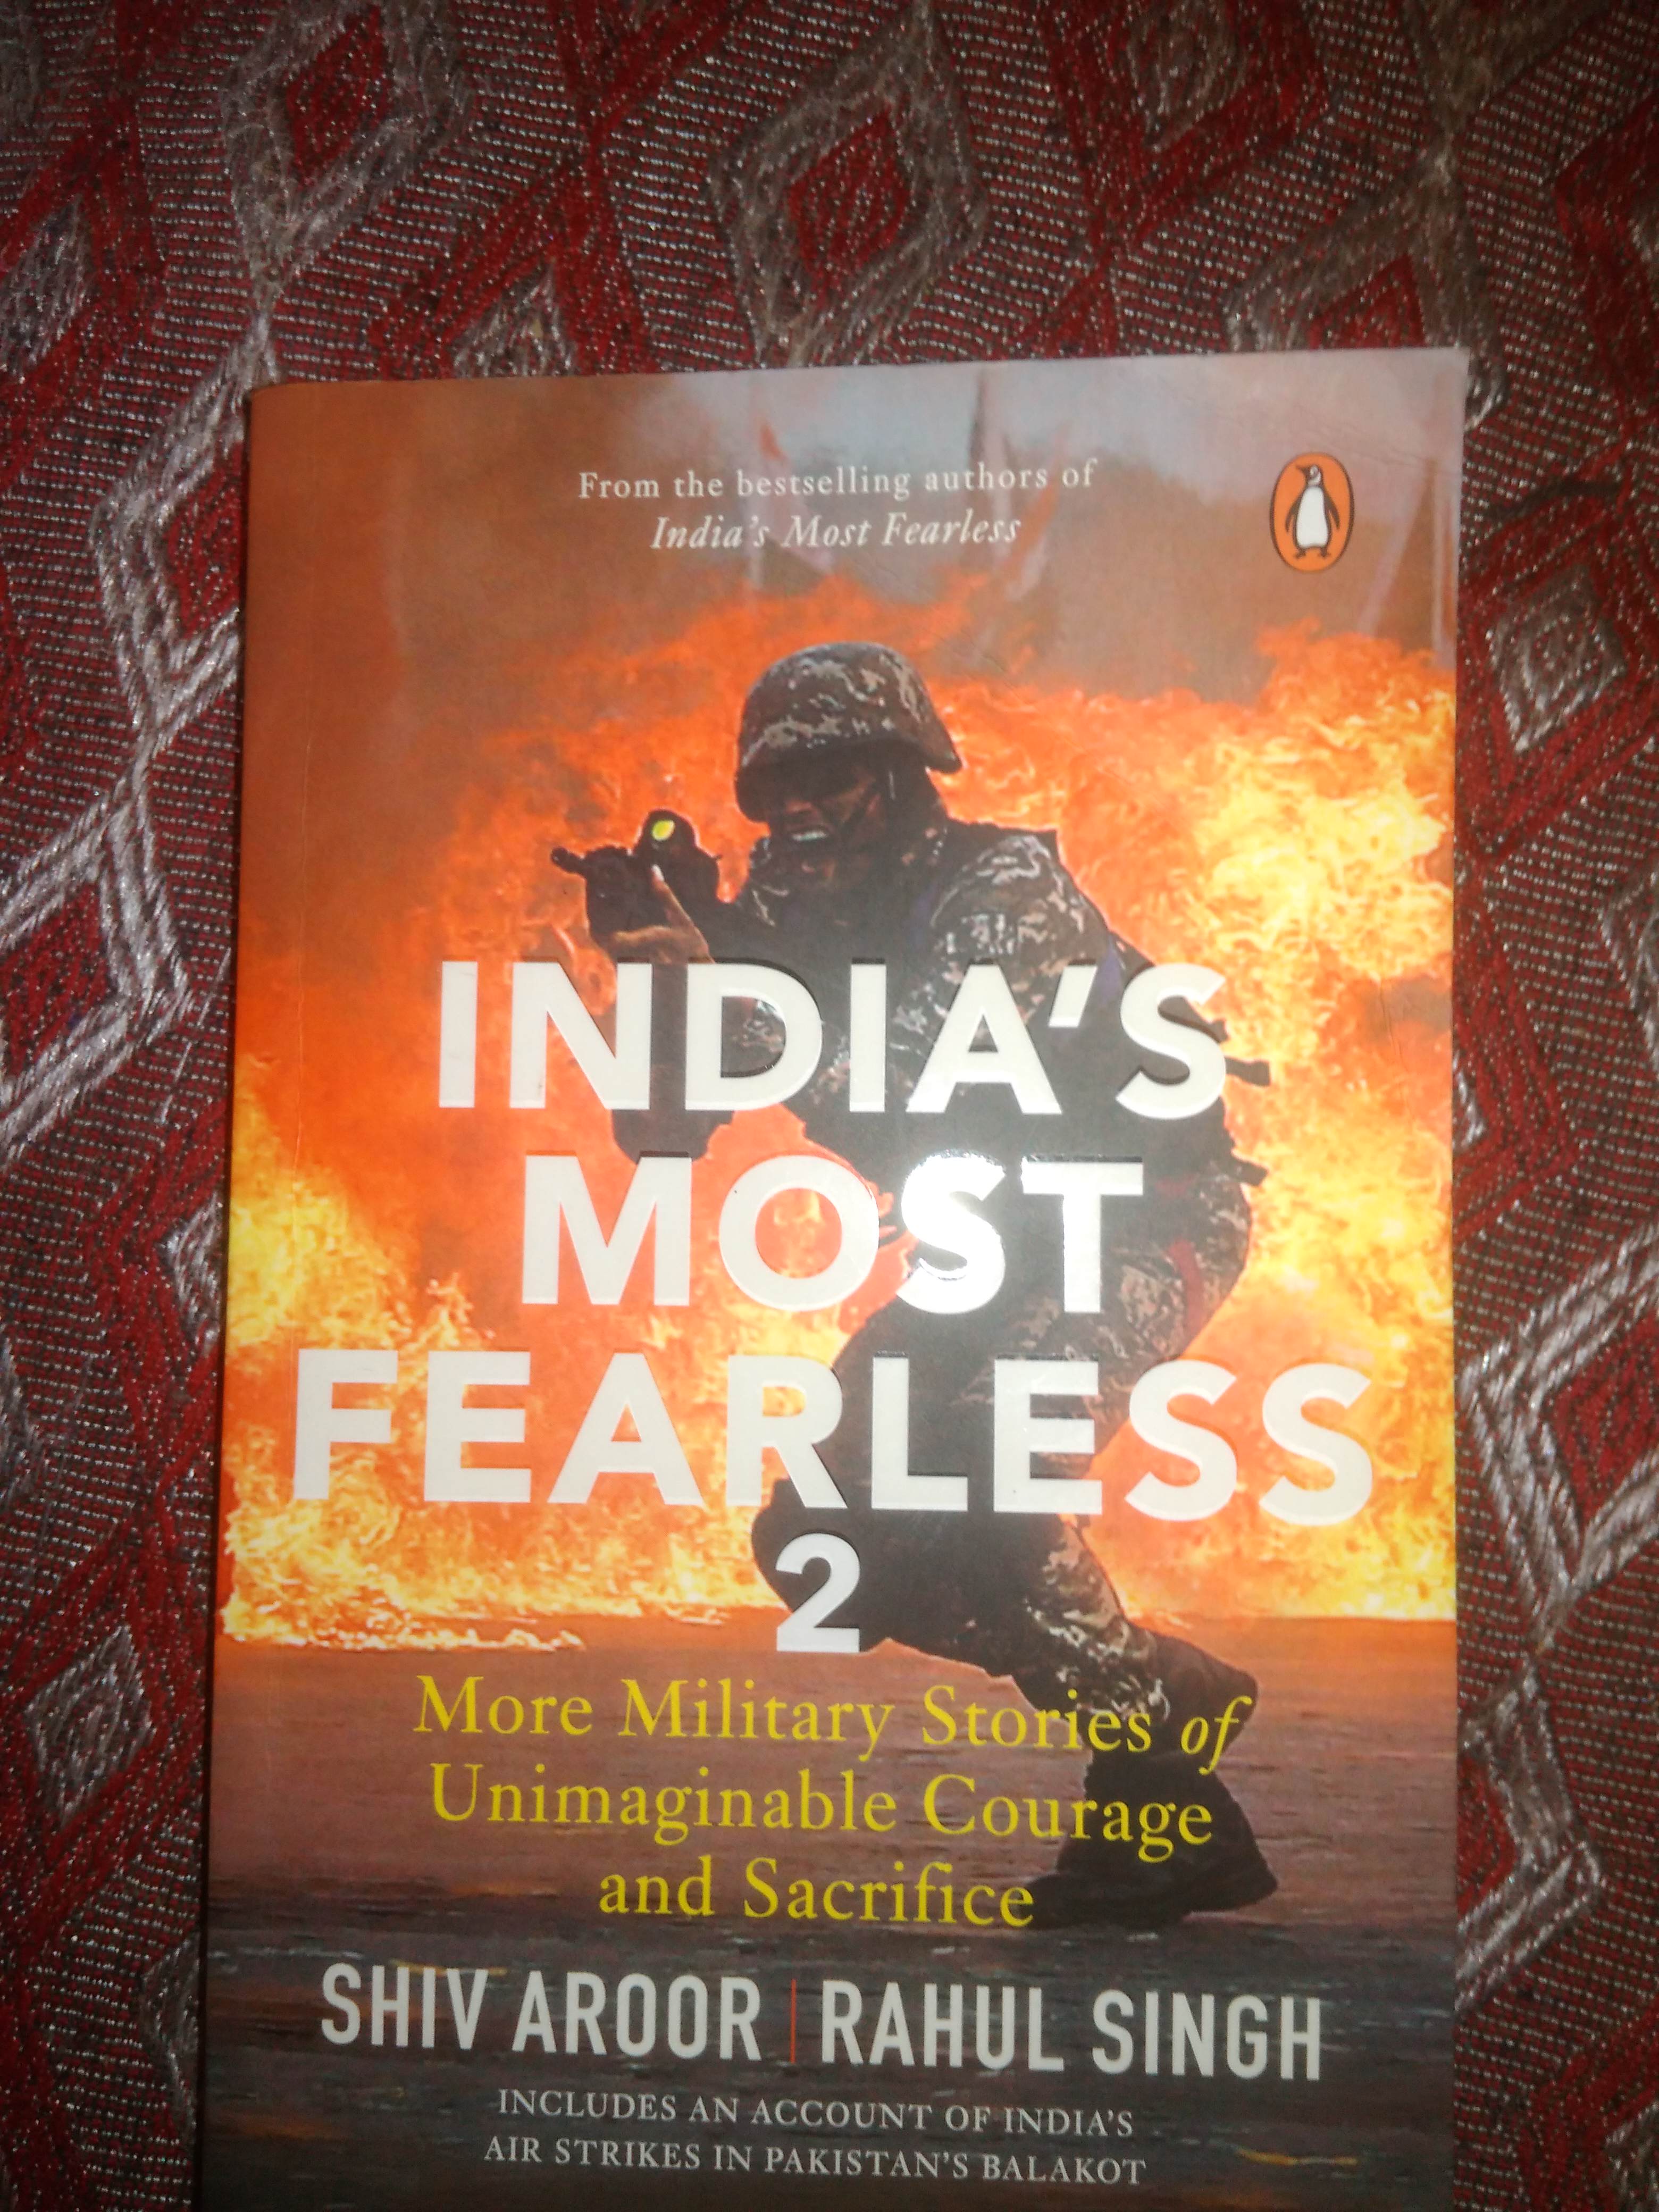 From the bestselling authors of
India's Most Fearless
INDIA'S
MOST
FEARLESS
2
More Military Stories of
Unimaginable Courage
and Sacrifice
SHIV AROOR | RAHUL SINGH
INCLUDES AN ACCOUNT OF INDIA'S
AIR STRIKES IN PAKISTAN'S BALAKOT